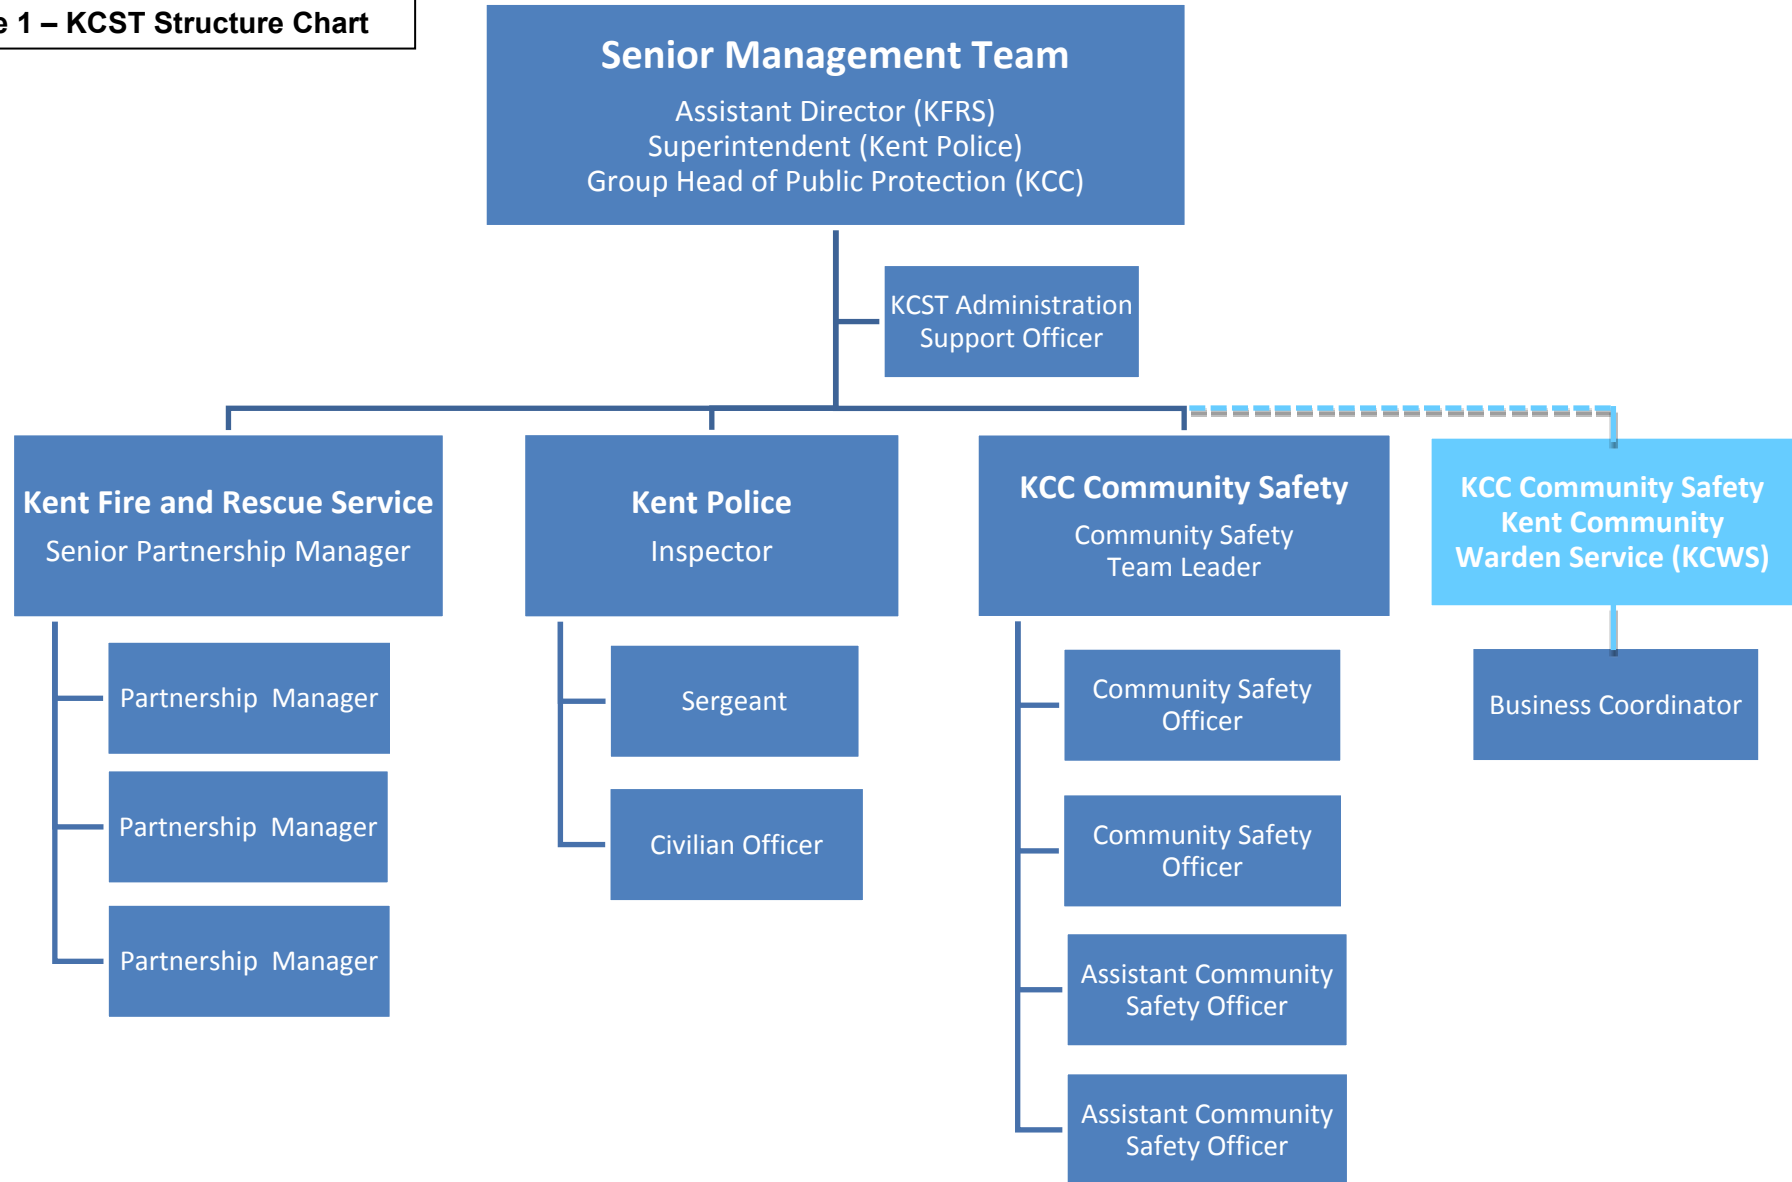 1 – KCST Structure Chart
Senior Management Team
Assistant Director (KFRS)
Superintendent (Kent Police)
Group Head of Public Protection (KCC)
KCST Administration
Support Officer
Kent Fire and Rescue Service
Senior Partnership Manager
Kent Police
Inspector
KCC Community Safety
Community Safety
Team Leader
KCC Community Safety
Kent Community
Warden Service (KCWS)
Partnership Manager
Partnership Manager
Partnership Manager
Sergeant
Civilian Officer
Community Safety
Officer
Community Safety
Officer
Assistant Community
Safety Officer
Assistant Community
Safety Officer
Business Coordinator